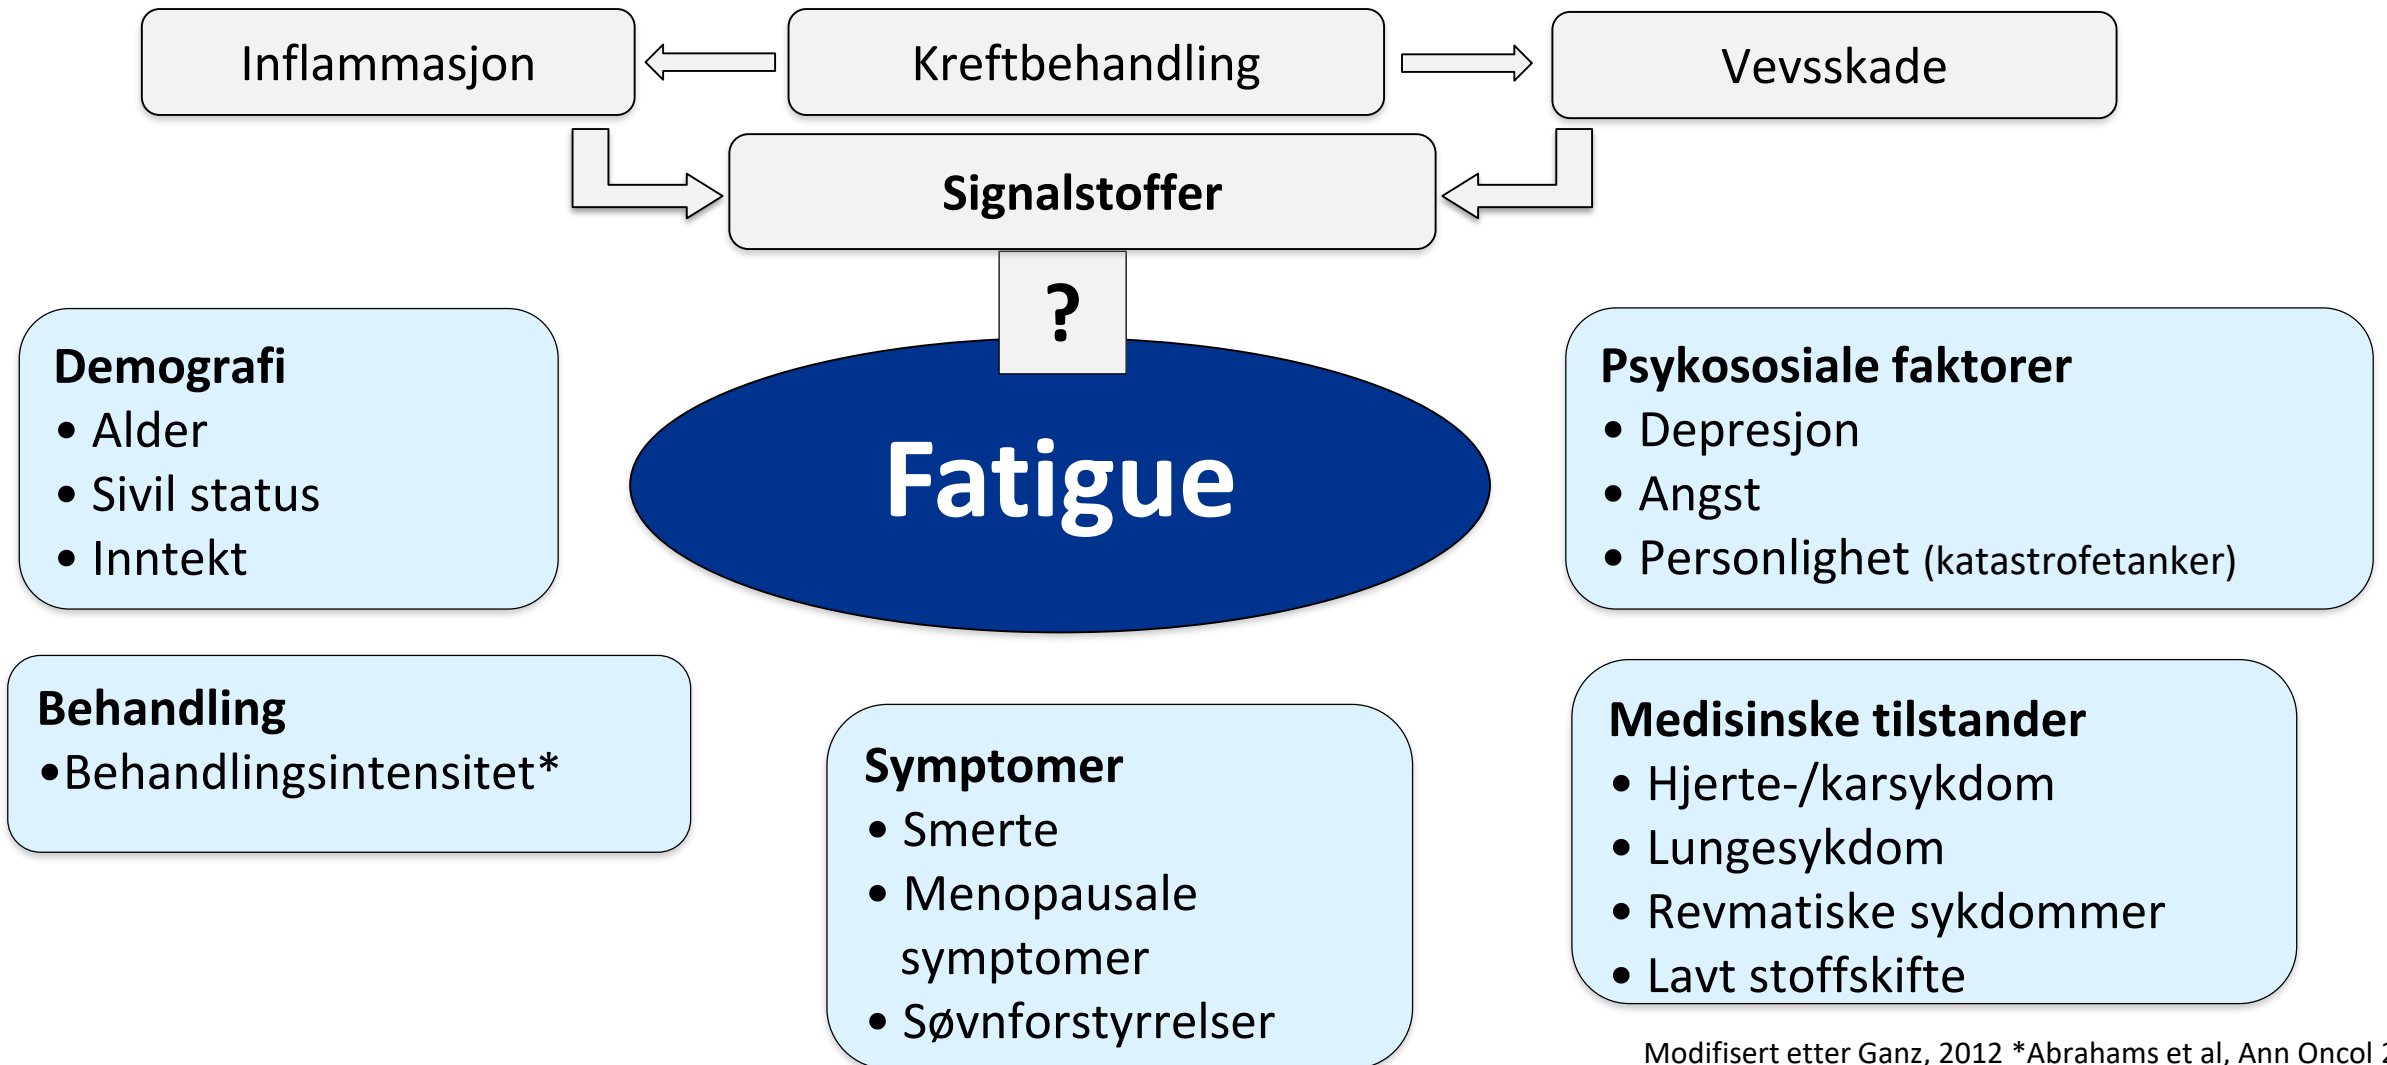 Inflammasjon
Kreftbehandling
Vevsskade
Signalstoffer
?
Fatigue
Demografi
• Alder
• Sivil status
• Inntekt
Psykososiale faktorer
• Depresjon
• Angst
• Personlighet (katastrofetanker)
Behandling
•Behandlingsintensitet*
Symptomer
• Smerte
• Menopausale
symptomer
• Søvnforstyrrelser
Medisinske tilstander
• Hjerte-/karsykdom
• Lungesykdom
• Revmatiske sykdommer
• Lavt stoffskifte
Modifisert etter Ganz, 2012 *Abrahams et al, Ann Oncol